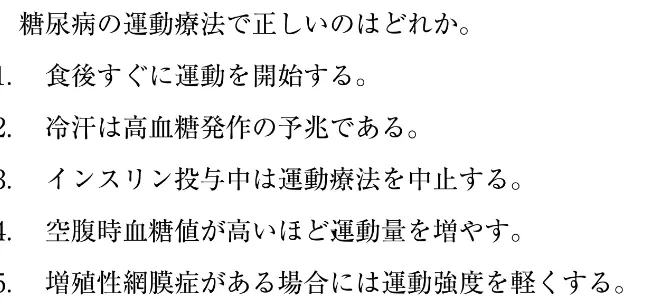 糖尿病の運動療法で正しいのはどれか。
1. 食後すぐに運動を開始する。
2. 冷汗は高血糖発作の予兆である。
3. インスリン投与中は運動療法を中止する。
4. 空腹時血糖値が高いほど運動量を増やす。
5. 増殖性網膜症がある場合には運動強度を軽くする。